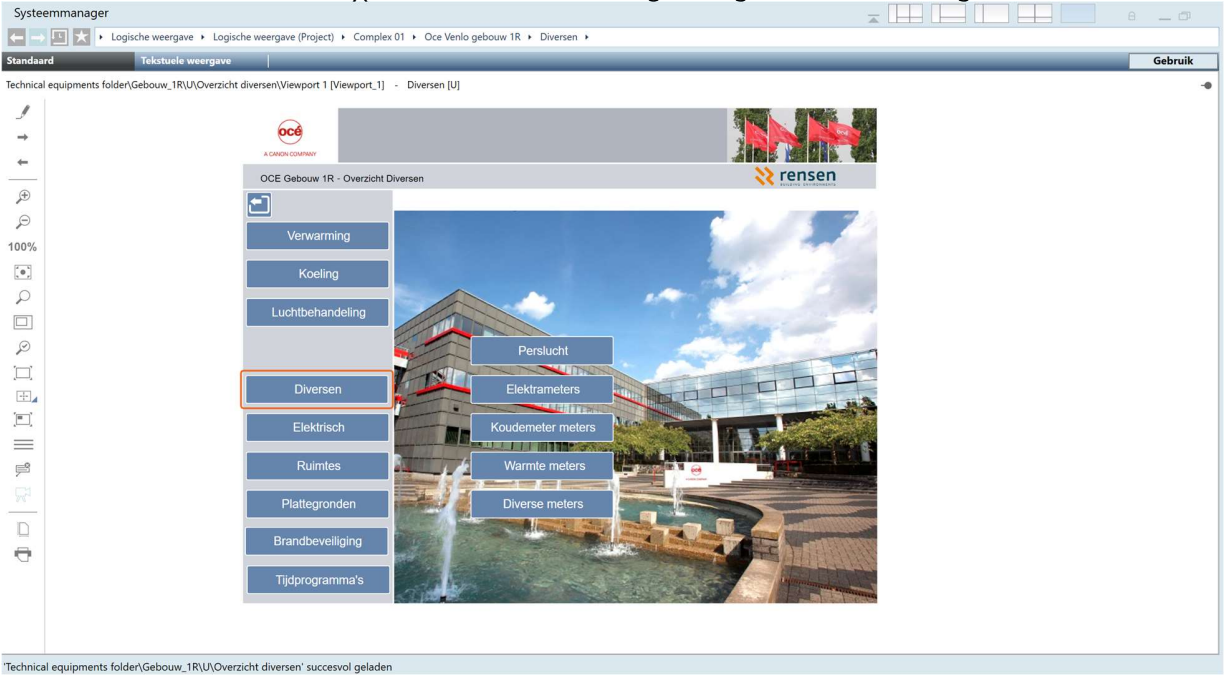 Systeemmanager
Logische weergave Logische weergave (Project) Complex 01 Oce Venlo gebouw 1R Diversen
Standaard Tekstuele weergave Gebruik
Technical equipments folder\Gebouw_1R\U\Overzicht diversen\Viewport 1 [Viewport_1] - Diversen [U]
océ
A CANON COMPANY
OCE Gebouw 1R - Overzicht Diversen
rensen
BUILDING ENVIRONMENTS
Verwarming
Koeling
Luchtbehandeling
Diversen
Elektrisch
Ruimtes
Plattegronden
Brandbeveiliging
Tijdprogramma's
Perslucht
Elektrameters
Koudemeter meters
Warmte meters
Diverse meters
océ
100%
'Technical equipments folder\Gebouw_1R\U\Overzicht diversen' succesvol geladen